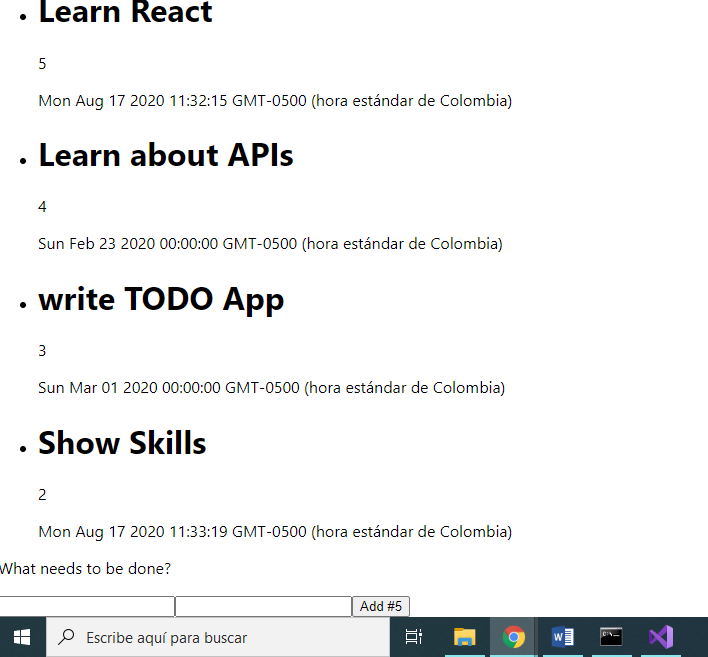 Learn React
5
Mon Aug 17 2020 11:32:15 GMT-0500 (hora estándar de Colombia)
Learn about APIs
4
Sun Feb 23 2020 00:00:00 GMT-0500 (hora estándar de Colombia)
write TODO App
3
Sun Mar 01 2020 00:00:00 GMT-0500 (hora estándar de Colombia)
Show Skills
2
Mon Aug 17 2020 11:33:19 GMT-0500 (hora estándar de Colombia)
What needs to be done?
Add #5
Escribe aquí para buscar